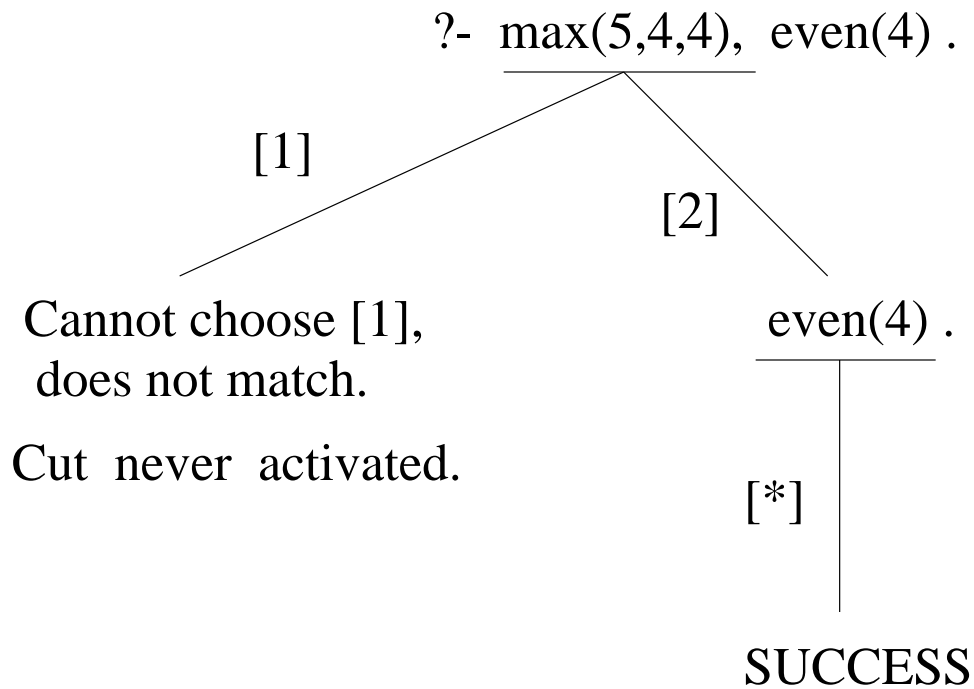 ?- max(5,4,4), even(4) .
[1]
[2]
Cannot choose [1],
does not match.
Cut never activated.
even(4) .
[*]
SUCCESS